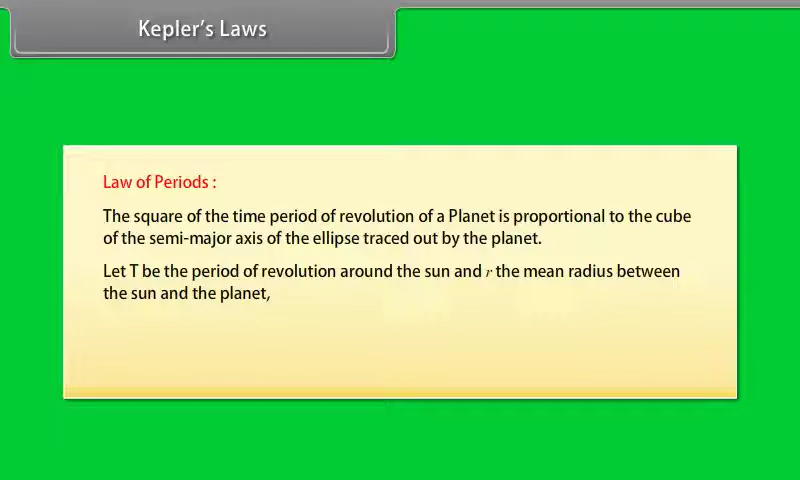 Kepler's Laws
Law of Periods :
The square of the time period of revolution of a Planet is proportional to the cube
of the semi-major axis of the ellipse traced out by the planet.
Let T be the period of revolution around the sun and r the mean radius between
the sun and the planet,